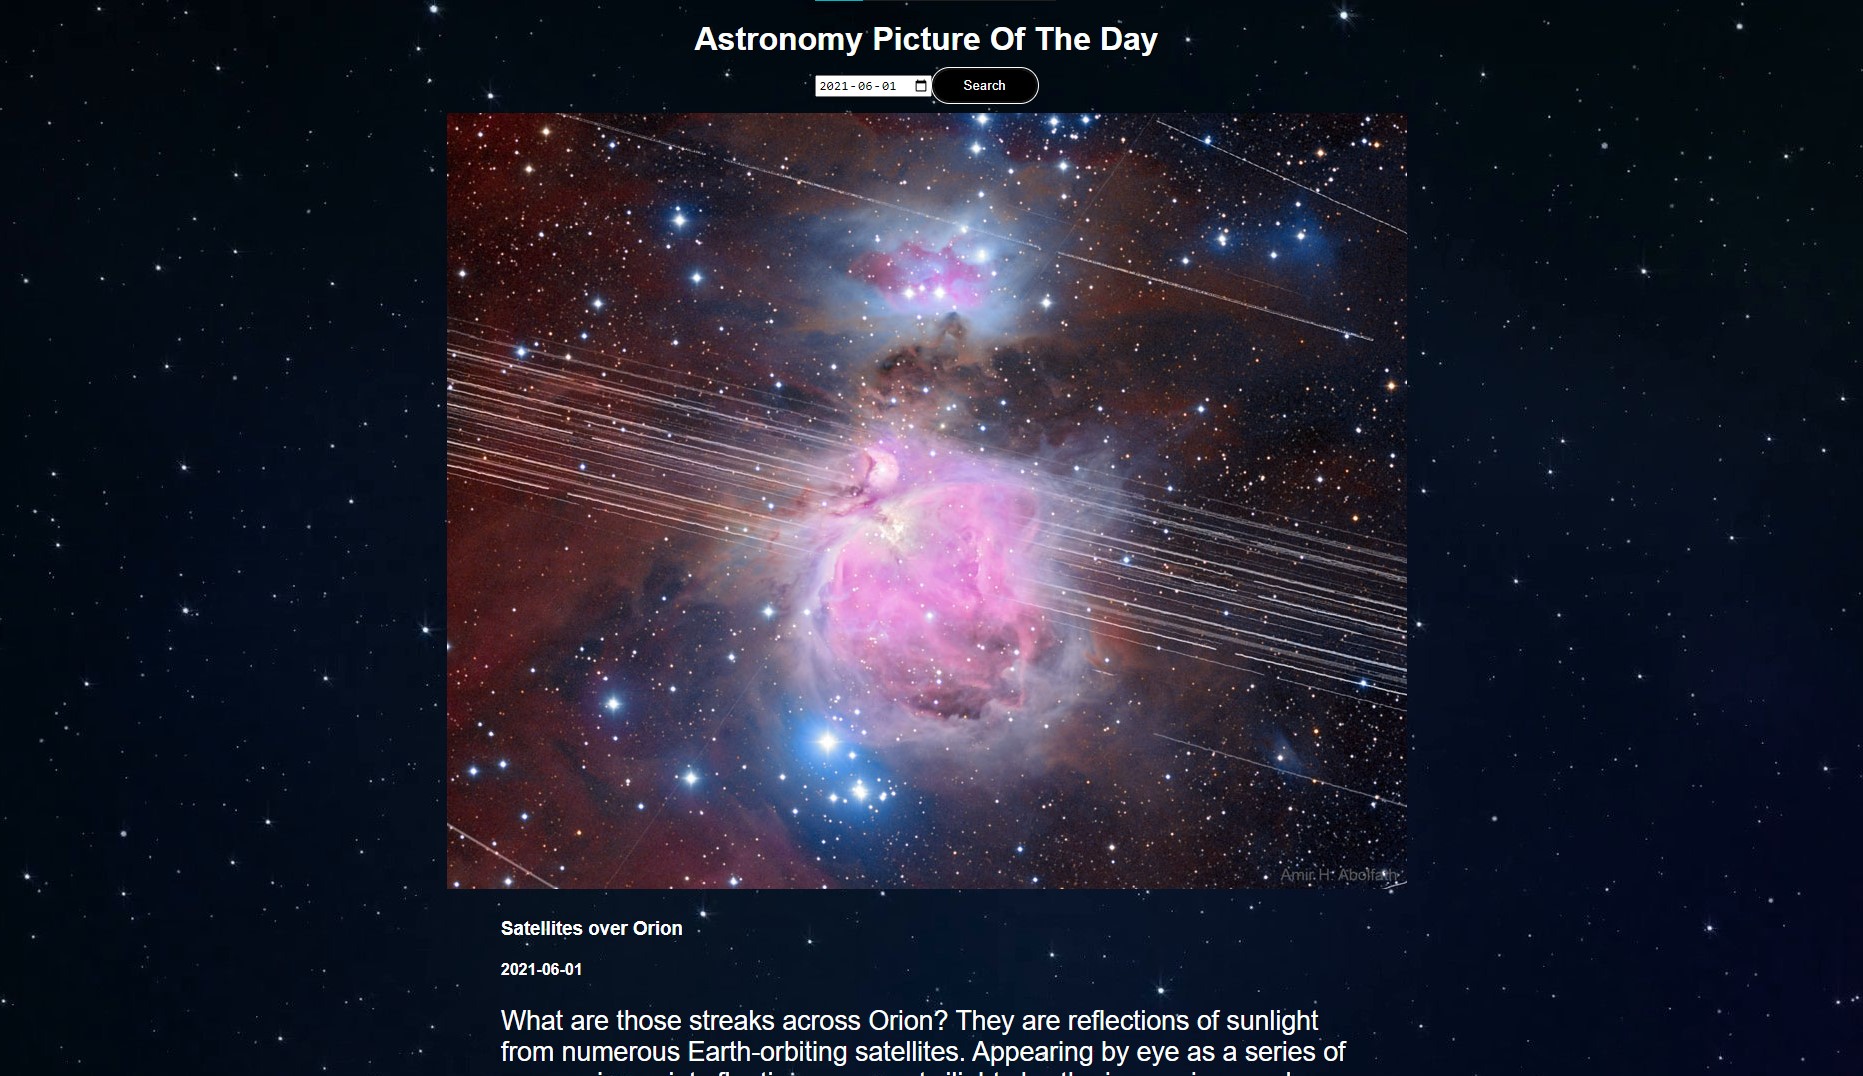 Astronomy Picture Of The Day
2021-06-01 Search
Amir H. Abolfath
Satellites over Orion
2021-06-01
What are those streaks across Orion? They are reflections of sunlight
from numerous Earth-orbiting satellites. Appearing by eye as a series of